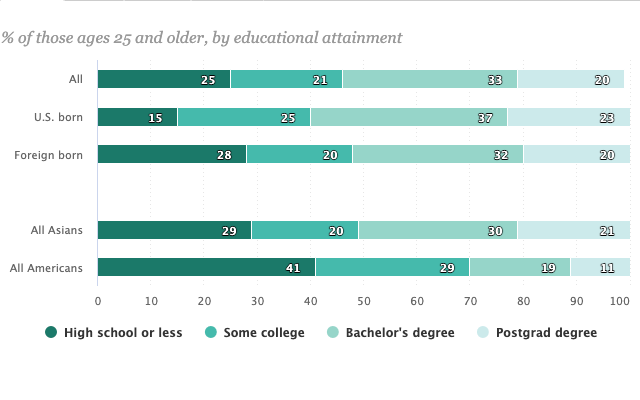 % of those ages 25 and older, by educational attainment
All 25 21 33 20
U.S. born 15 25 37 23
Foreign born 28 20 32 20
All Asians 29 20 30 21
All Americans 41 29 19 11
0 10 20 30 40 50 60 70 80 90 100
High school or less Some college Bachelor's degree Postgrad degree